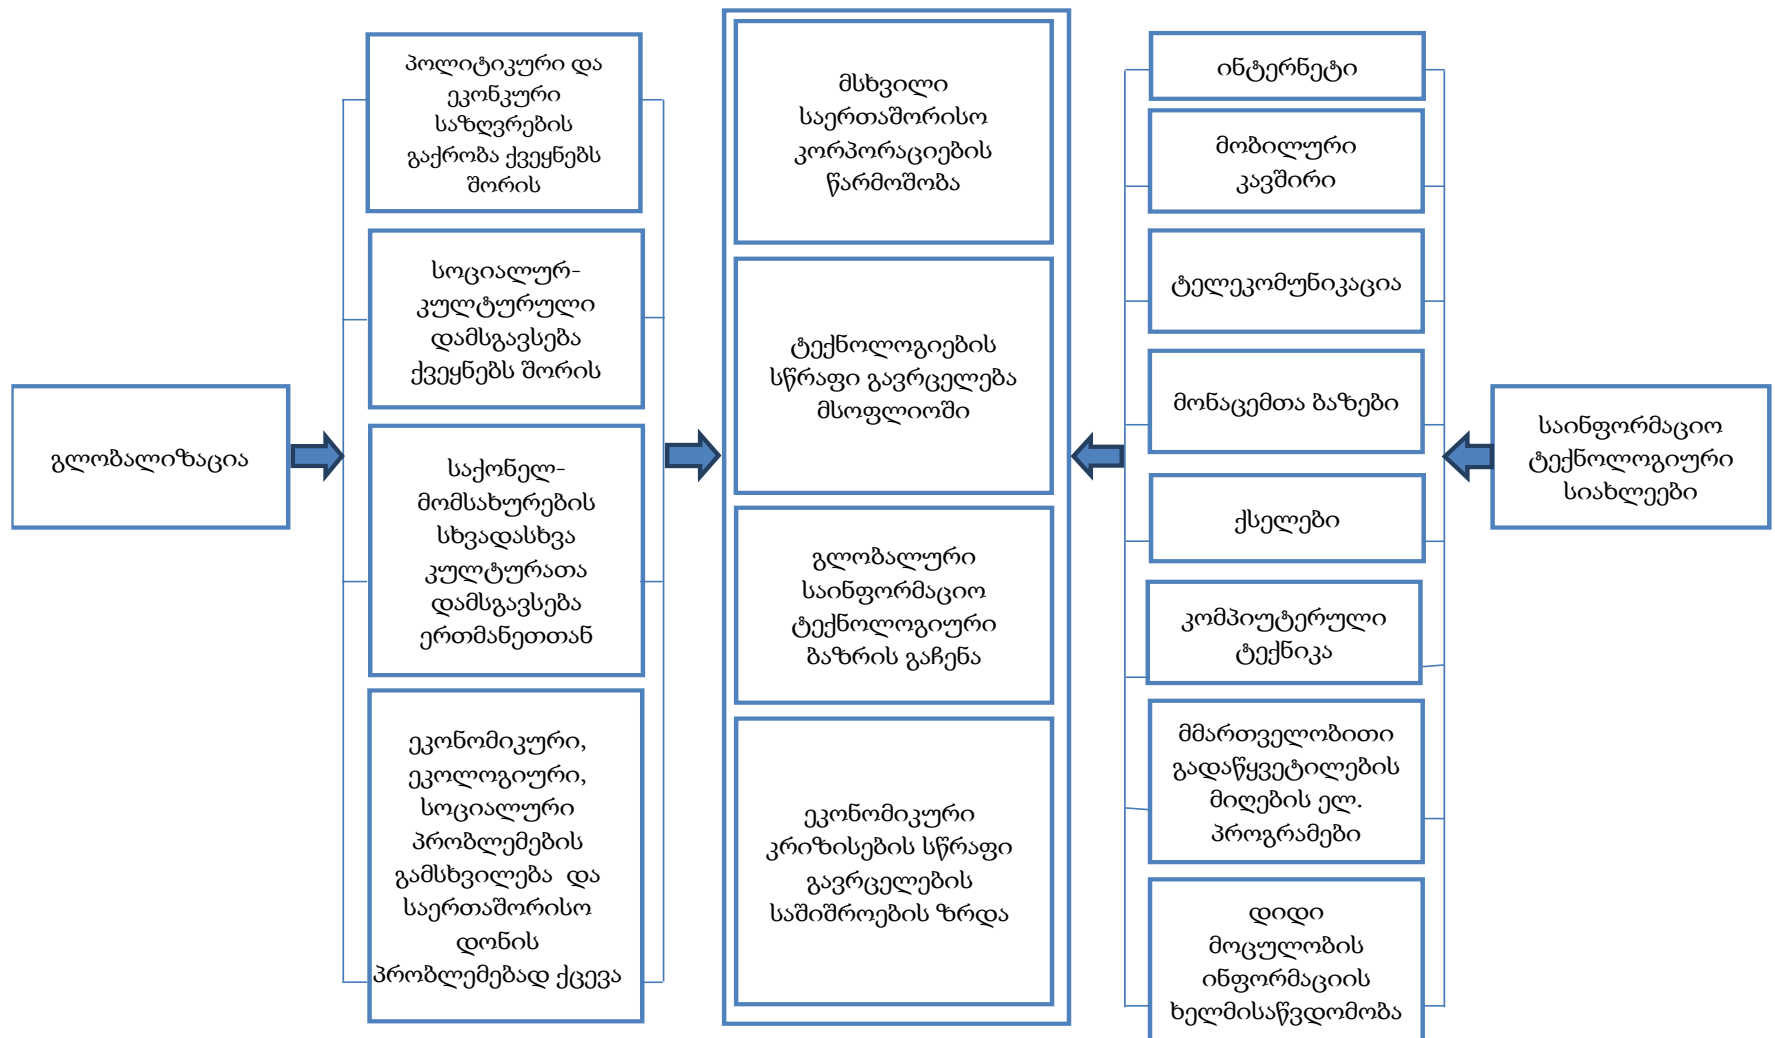 გლობალიზაცია
პოლიტიკური და
ეკონკური
საზღვრების
გაქრობა ქვეყნებს
შორის
სოციალურ-
კულტურული
დამსგავსება
ქვეყნებს შორის
საქონელ-
მომსახურების
სხვადასხვა
კულტურათა
დამსგავსება
ერთმანეთთან
ეკონომიკური,
ეკოლოგიური,
სოციალური
პრობლემების
გამსხვილება და
საერთაშორისო
დონის
პრობლემებად ქცევა
მსხვილი
საერთაშორისო
კორპორაციების
წარმოშობა
ტექნოლოგიების
სწრაფი გავრცელება
მსოფლიოში
გლობალური
საინფორმაციო
ტექნოლოგიური
ბაზრის გაჩენა
ეკონომიკური
კრიზისების სწრაფი
გავრცელების
საშიშროების ზრდა
ინტერნეტი
მობილური
კავშირი
ტელეკომუნიკაცია
მონაცემთა ბაზები
ქსელები
კომპიუტერული
ტექნიკა
მმართველობითი
გადაწყვეტილების
მიღების ელ.
პროგრამები
დიდი
მოცულობის
ინფორმაციის
ხელმისაწვდომობა
საინფორმაციო
ტექნოლოგიური
სიახლეები